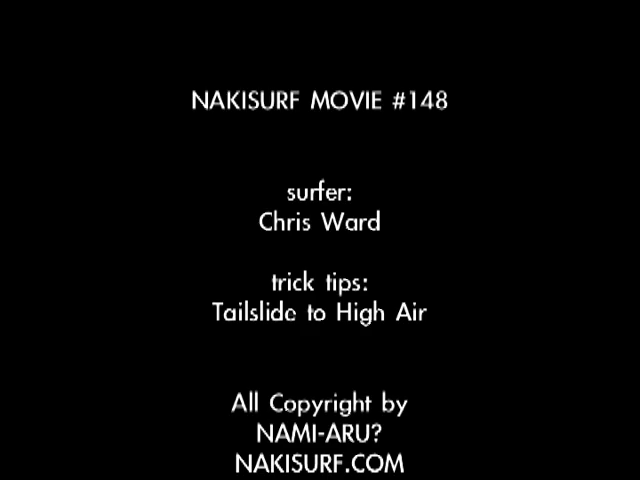 NAKISURF MOVIE #148
surfer:
Chris Ward
trick tips:
Tailslide to High Air
All Copyright by
NAMI-ARU?
NAKISURF.COM